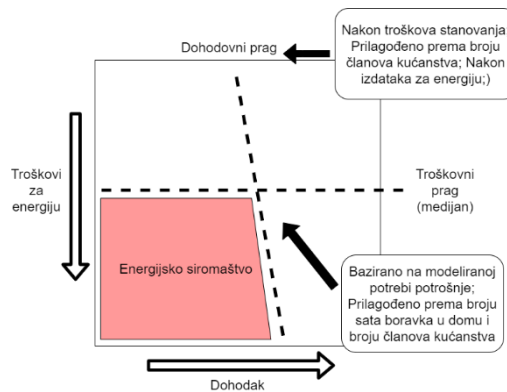 Nakon troškova stanovanja;
Prilagođeno prema broju
članova kućanstva; Nakon
izdataka za energiju;)
Dohodovni prag
Troškovi
za
energiju
Troškovni
prag
(medijan)
Energijsko siromaštvo
Bazirano na modeliranoj
potrebi potrošnje;
Prilagođeno prema broju
sata boravka u domu i
broju članova kućanstva
Dohodak